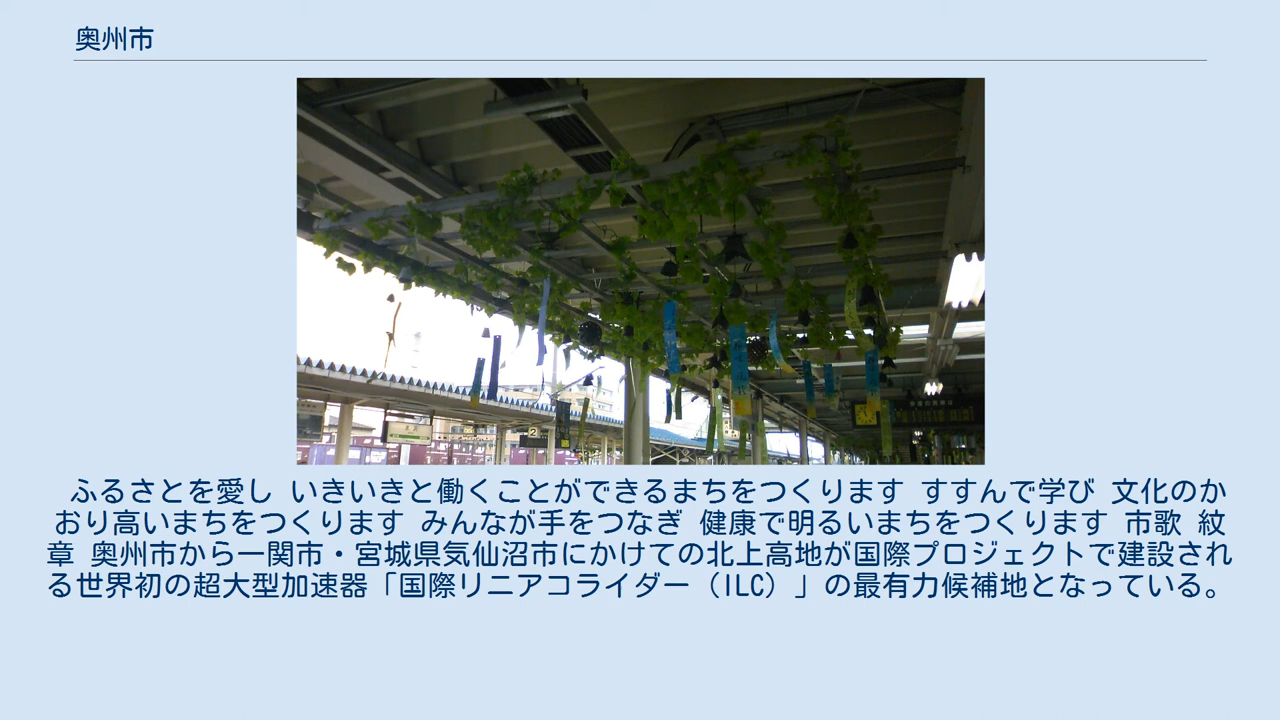 奥州市
2
ふるさとを愛し いきいきと働くことができるまちをつくります すすんで学び 文化のか
おり高いまちをつくります みんなが手をつなぎ 健康で明るいまちをつくります 市歌 紋
章 奥州市から一関市・宮城県気仙沼市にかけての北上高地が国際プロジェクトで建設され
る世界初の超大型加速器「国際リニアコライダー（ILC）」の最有力候補地となっている。